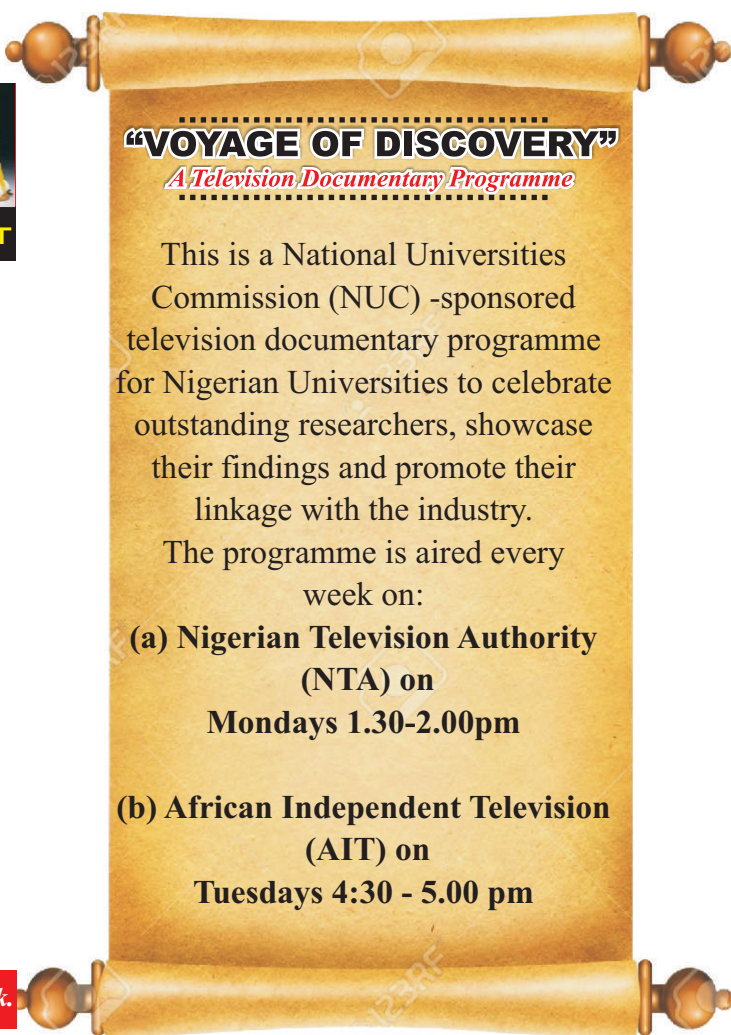 “VOYAGE OF DISCOVERY”
A Television Documentary Programme
This is a National Universities
Commission (NUC) -sponsored
television documentary programme
for Nigerian Universities to celebrate
outstanding researchers, showcase
their findings and promote their
linkage with the industry.
The programme is aired every
week on:
(a) Nigerian Television Authority
(NTA) on
Mondays 1.30-2.00pm
(b) African Independent Television
(AIT) on
Tuesdays 4:30 - 5.00 pm
123RF